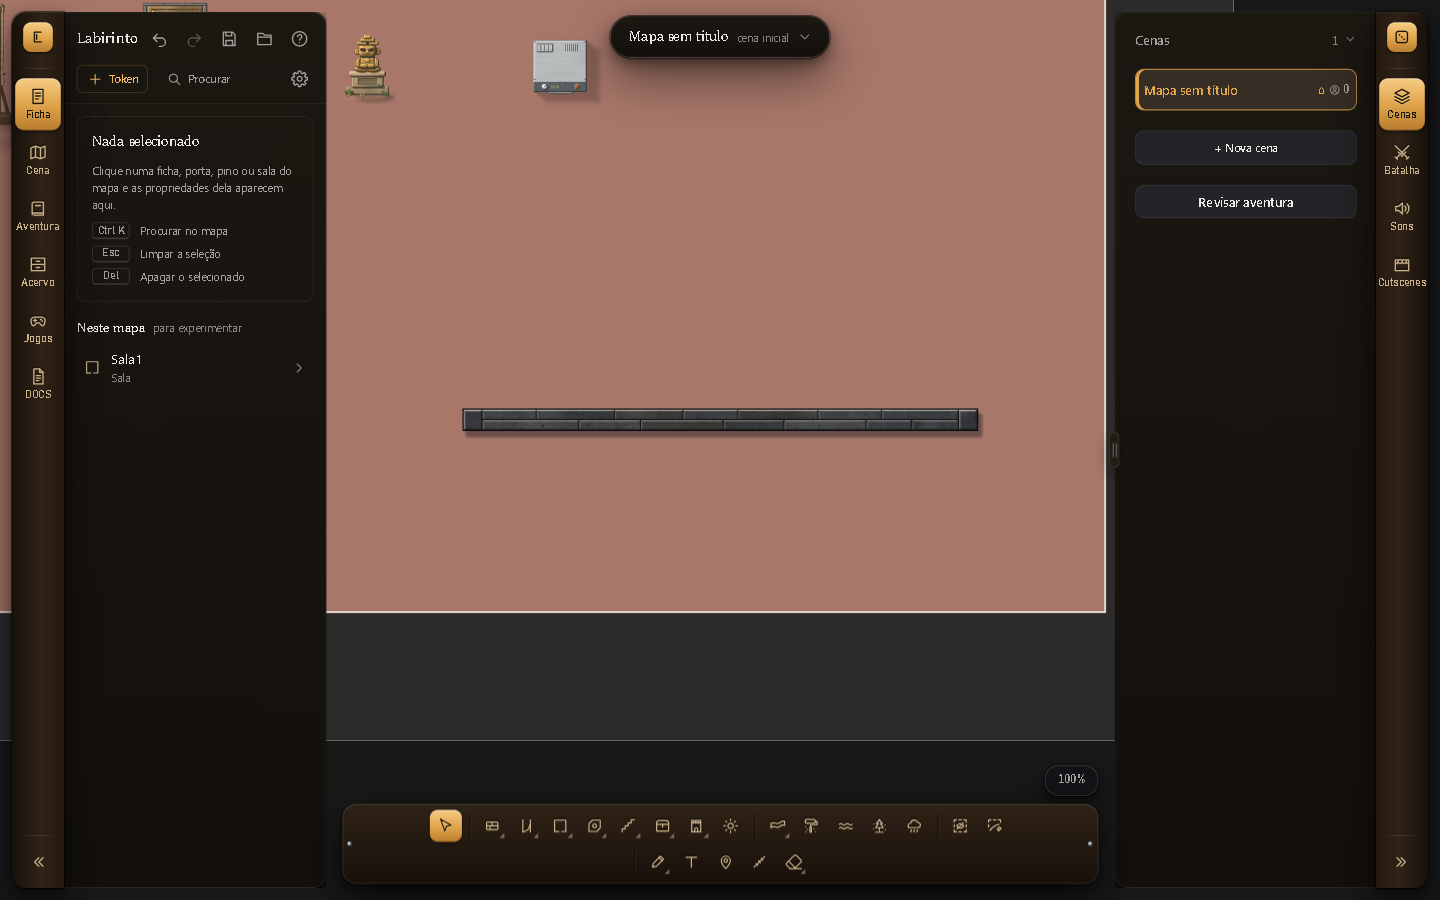 Labirinto
Token
Procurar
Ficha
Cena
Aventura
Acervo
Jogos
DOCS
Nada selecionado
Clique numa ficha, porta, pino ou sala do
mapa e as propriedades dela aparecem
aqui.
Ctrl K Procurar no mapa
Esc Limpar a seleção
Del Apagar o selecionado
Neste mapa para experimentar
Sala 1
Sala
Mapa sem título cena inicial
100%
Cenas 1
Mapa sem título 0
+ Nova cena
Revisar aventura
Cenas
Batalha
Sons
Cutscenes